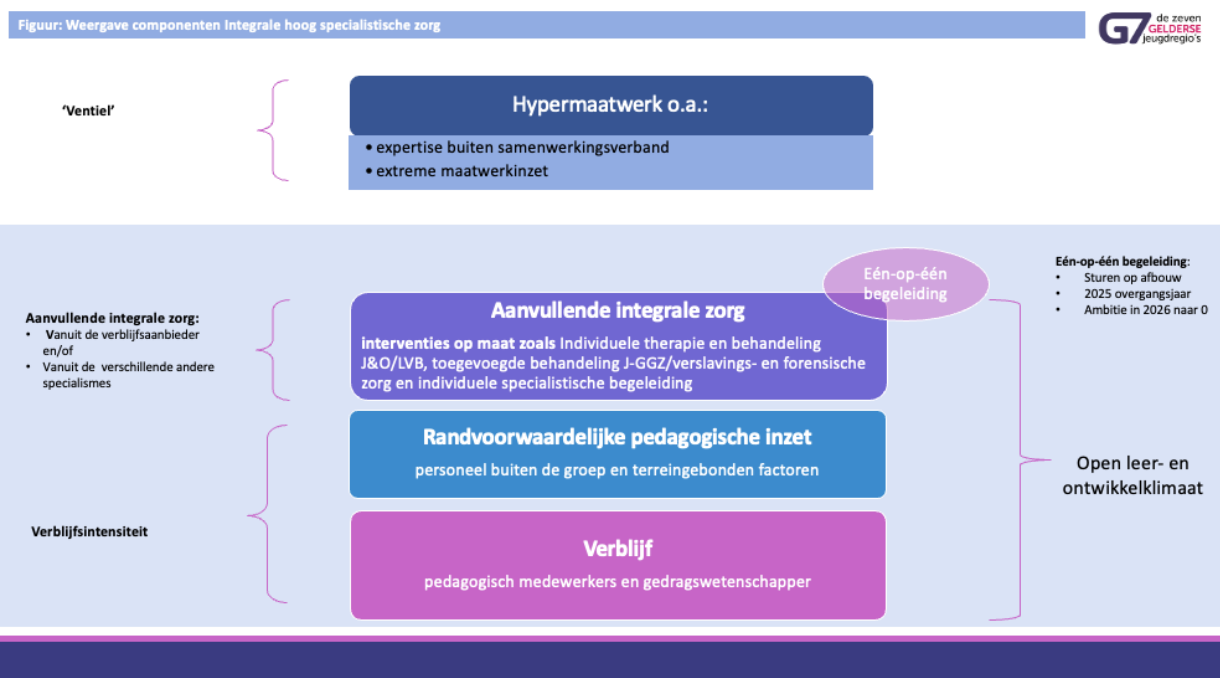 Figuur: Weergave componenten Integrale hoog specialistische zorg
G7 de zeven
GELDERSE
jeugdregio's
'Ventiel'
Hypermaatwerk o.a.:
• expertise buiten samenwerkingsverband
• extreme maatwerkinzet
Eén-op-één
begeleiding
Eén-op-één begeleiding:
• Sturen op afbouw
• 2025 overgangsjaar
• Ambitie in 2026 naar 0
Aanvullende integrale zorg:
• Vanuit de verblijfsaanbieder
en/of
• Vanuit de verschillende andere
specialismes
Aanvullende integrale zorg
interventies op maat zoals Individuele therapie en behandeling
J&O/LVB, toegevoegde behandeling J-GGZ/verslavings- en forensische
zorg en individuele specialistische begeleiding
Randvoorwaardelijke pedagogische inzet
personeel buiten de groep en terreingebonden factoren
Open leer- en
ontwikkelklimaat
Verblijfsintensiteit
Verblijf
pedagogisch medewerkers en gedragswetenschapper